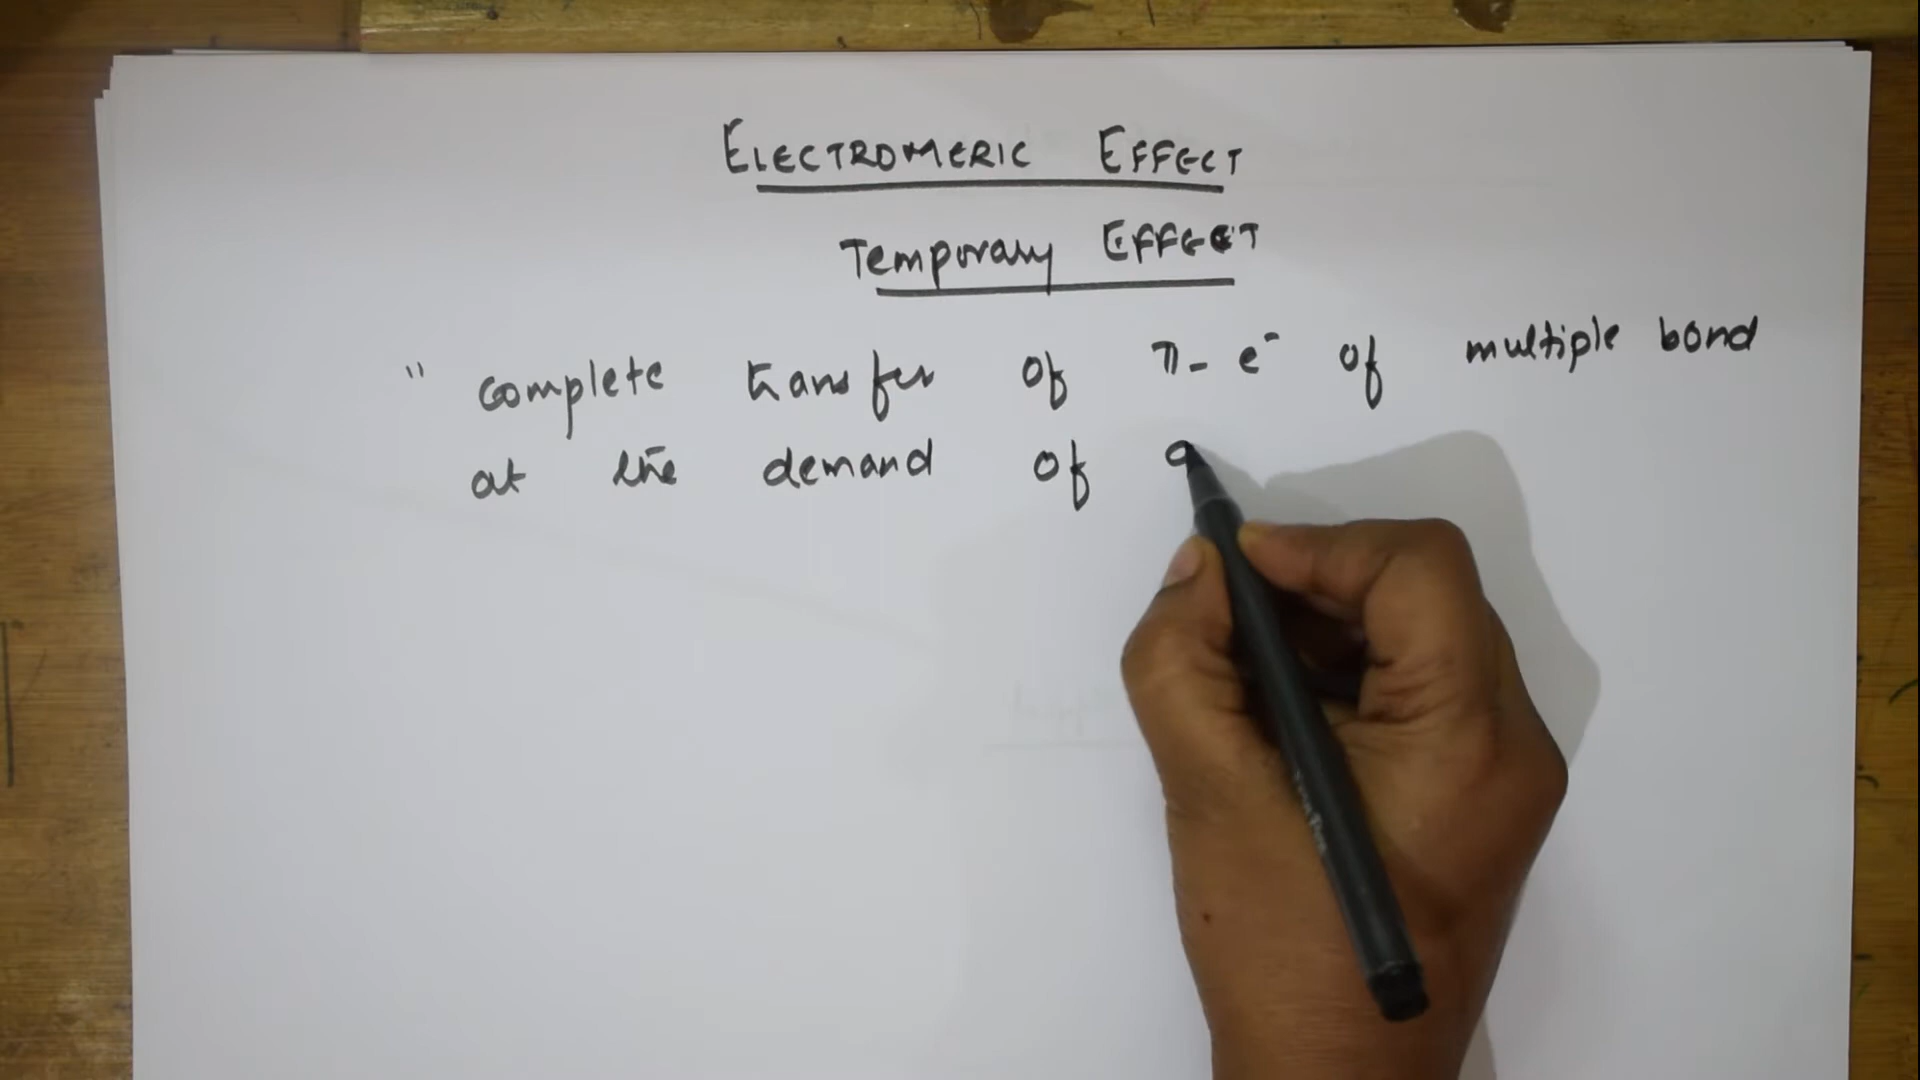 ELECTROMERIC EFFECT
Temporary EFFECT
" complete transfer of π- e⁻ of multiple bond
at the demand of a